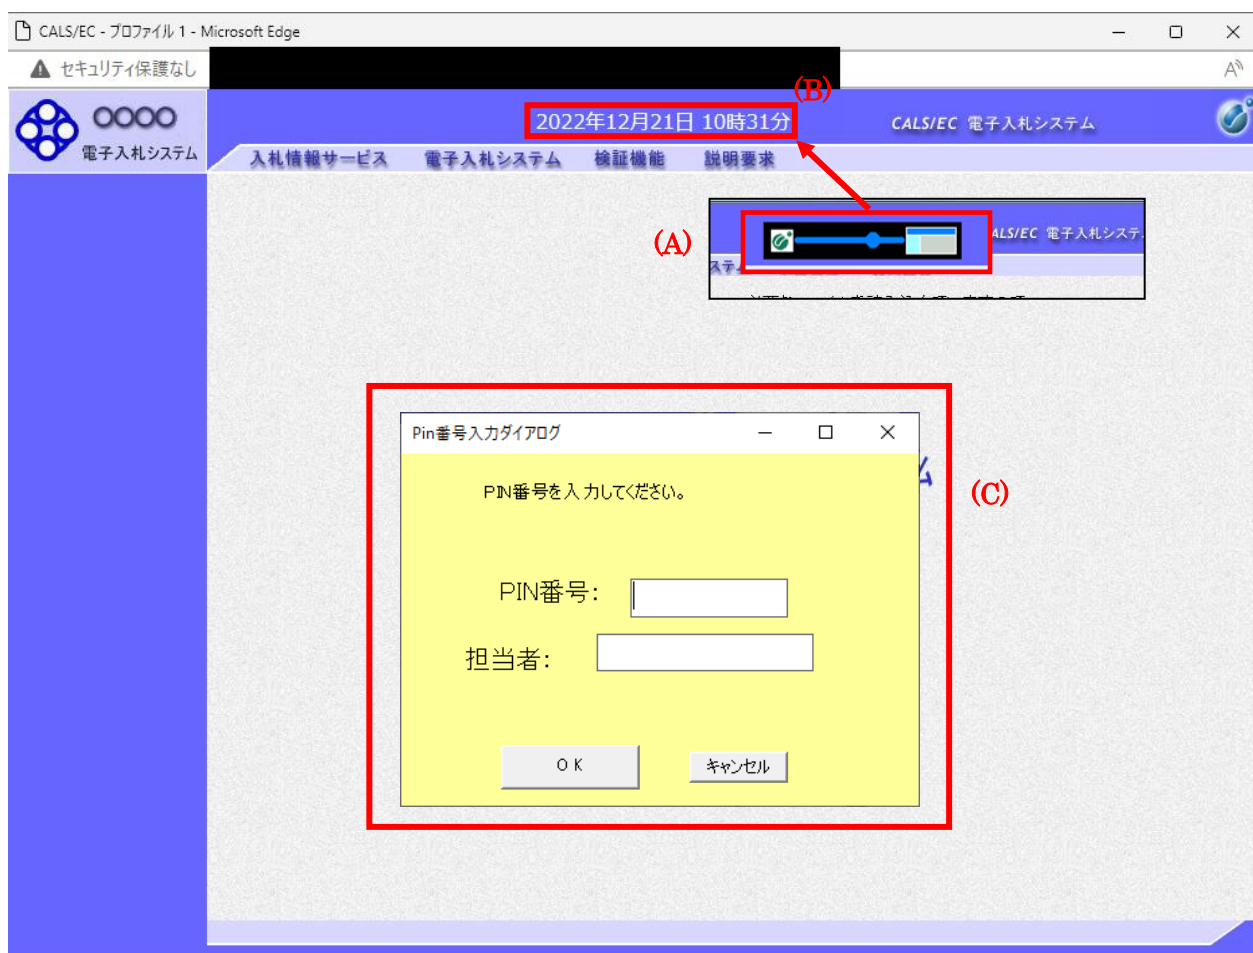 CALS/EC - プロファイル 1 - Microsoft Edge
セキュリティ保護なし
A
(B)
○○○○
電子入札システム
2022年12月21日 10時31分
CALS/EC 電子入札システム
入札情報サービス 電子入札システム 検証機能 説明要求
(A)
ALS/EC 電子入札システ
ステ
Pin番号入力ダイアログ
ム
PIN番号を入力してください。
(C)
PIN番号:
担当者:
OK
キャンセル